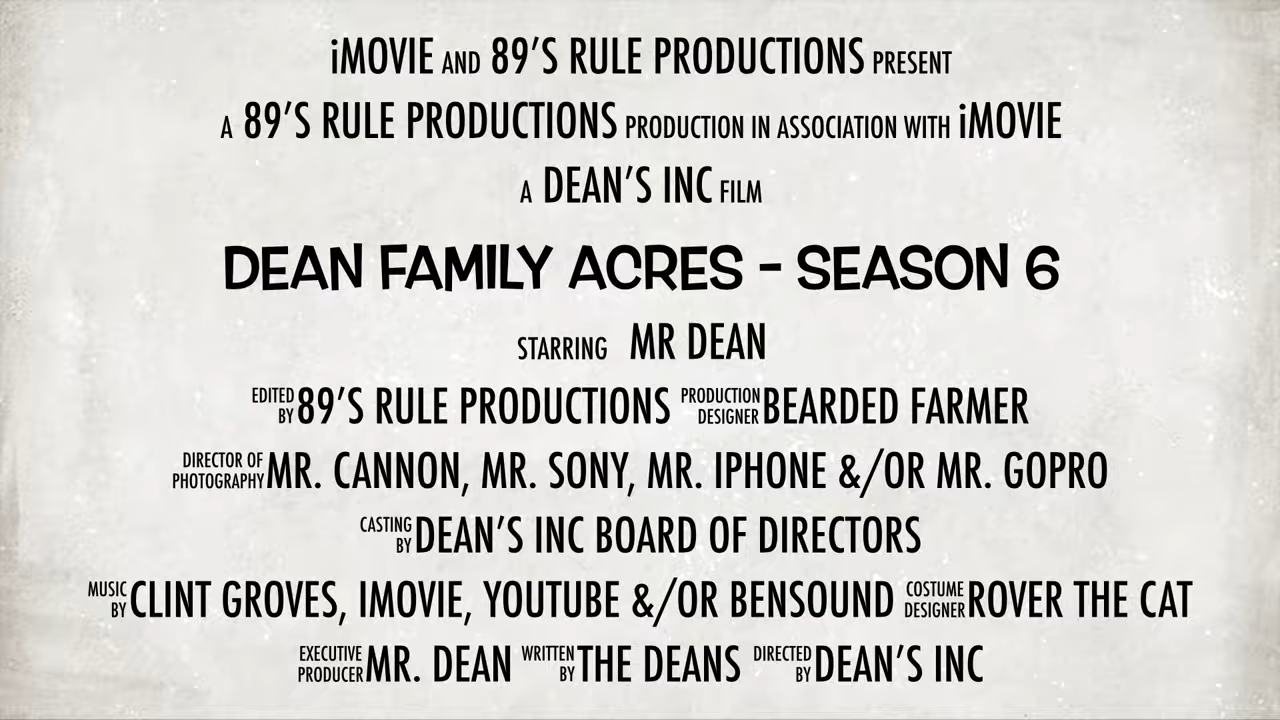 iMOVIE AND 89'S RULE PRODUCTIONS PRESENT
A 89'S RULE PRODUCTIONS PRODUCTION IN ASSOCIATION WITH iMOVIE
A DEAN'S INC FILM
DEAN FAMILY ACRES - SEASON 6
STARRING MR DEAN
EDITED BY 89'S RULE PRODUCTIONS PRODUCTION DESIGNER BEARDED FARMER
DIRECTOR OF PHOTOGRAPHY MR. CANNON, MR. SONY, MR. IPHONE &/OR MR. GOPRO
CASTING BY DEAN'S INC BOARD OF DIRECTORS
MUSIC BY CLINT GROVES, IMOVIE, YOUTUBE &/OR BENSOUND COSTUME DESIGNER ROVER THE CAT
EXECUTIVE PRODUCER MR. DEAN WRITTEN BY THE DEANS DIRECTED BY DEAN'S INC